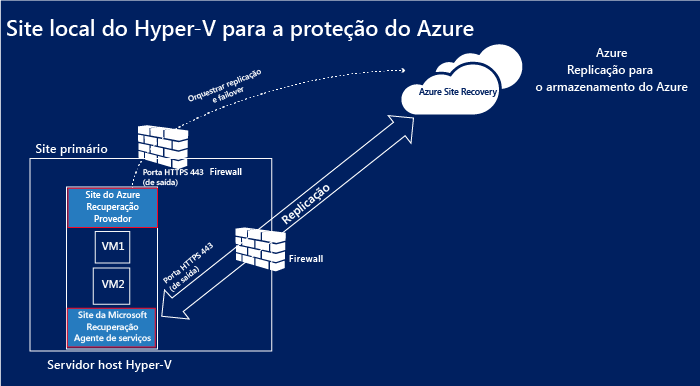 Site local do Hyper-V para a proteção do Azure
Azure
Replicação para
o armazenamento do Azure
Orquestrar replicação
e failover
Azure Site Recovery
Site primário
Porta HTTPS 443
(de saída)
Firewall
Site do Azure
Recuperação
Provedor
VM1
VM2
Site da Microsoft
Recuperação
Agente de serviços
Replicação
Porta HTTPS 443
(de saída)
Firewall
Servidor host Hyper-V